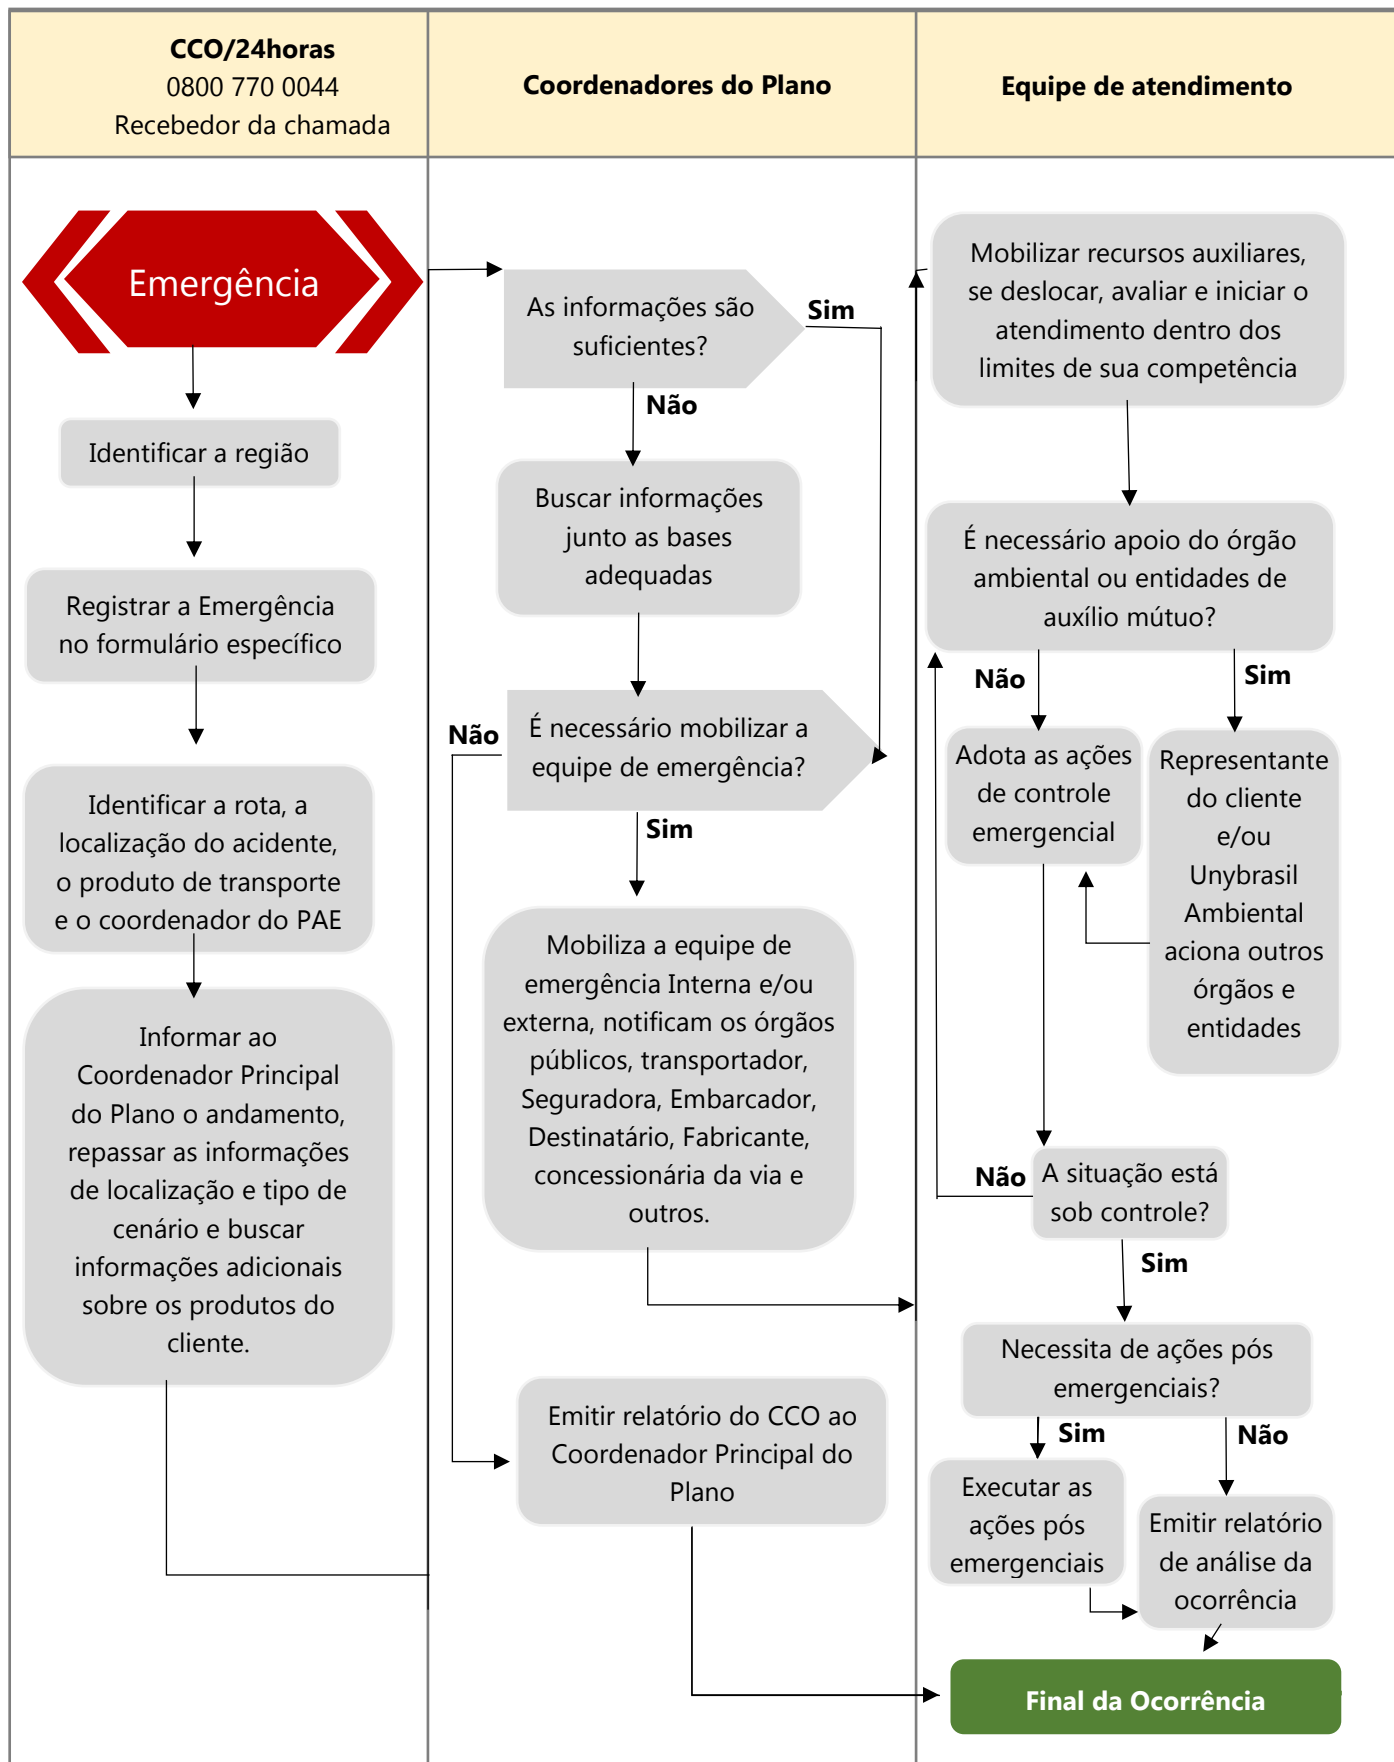 CCO/24horas
0800 770 0044
Recebedor da chamada
Coordenadores do Plano
Equipe de atendimento
Emergência
Identificar a região
Registrar a Emergência
no formulário específico
Identificar a rota, a
localização do acidente,
o produto de transporte
e o coordenador do PAE
Informar ao
Coordenador Principal
do Plano o andamento,
repassar as informações
de localização e tipo de
cenário e buscar
informações adicionais
sobre os produtos do
cliente.
As informações são
suficientes?
Sim
Não
Buscar informações
junto as bases
adequadas
É necessário mobilizar a
equipe de emergência?
Não
Sim
Mobiliza a equipe de
emergência Interna e/ou
externa, notificam os órgãos
públicos, transportador,
Seguradora, Embarcador,
Destinatário, Fabricante,
concessionária da via e
outros.
Emitir relatório do CCO ao
Coordenador Principal do
Plano
Mobilizar recursos auxiliares,
se deslocar, avaliar e iniciar o
atendimento dentro dos
limites de sua competência
É necessário apoio do órgão
ambiental ou entidades de
auxílio mútuo?
Não
Sim
Adota as ações
de controle
emergencial
Representante
do cliente
e/ou
Unybrasil
Ambiental
aciona outros
órgãos e
entidades
Não
A situação está
sob controle?
Sim
Necessita de ações pós
emergenciais?
Sim
Não
Executar as
ações pós
emergenciais
Emitir relatório
de análise da
ocorrência
Final da Ocorrência